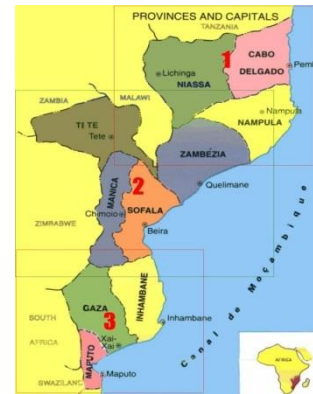 PROVINCES AND CAPITALS
TANZANIA
1
CABO
DELGADO
Pemb
Lichinga
NIASSA
ZAMBIA
MALAWI
Nampula
NAMPULA
TETE
Tete
ZAMBÉZIA
MANICA
2
Quelimane
SOFALA
Chimoio
Beira
ZIMBABWE
GAZA
INHAMBANE
SOUTH
3
Inhambane
Xai-
Xai
AFRICA
MAPUTO
Maputo
SWAZILAND
Canal de Moçambique
AFRICA